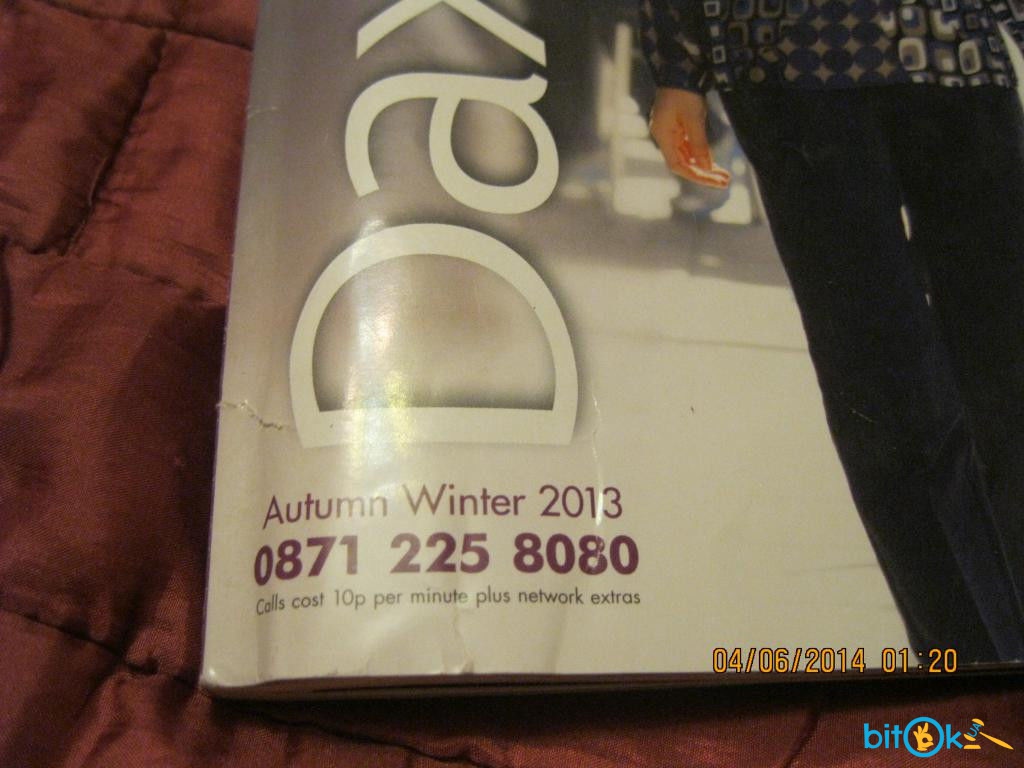 Dax
Autumn Winter 2013
0871 225 8080
Calls cost 10p per minute plus network extras
04/06/2014 01:20
bitOk
UA